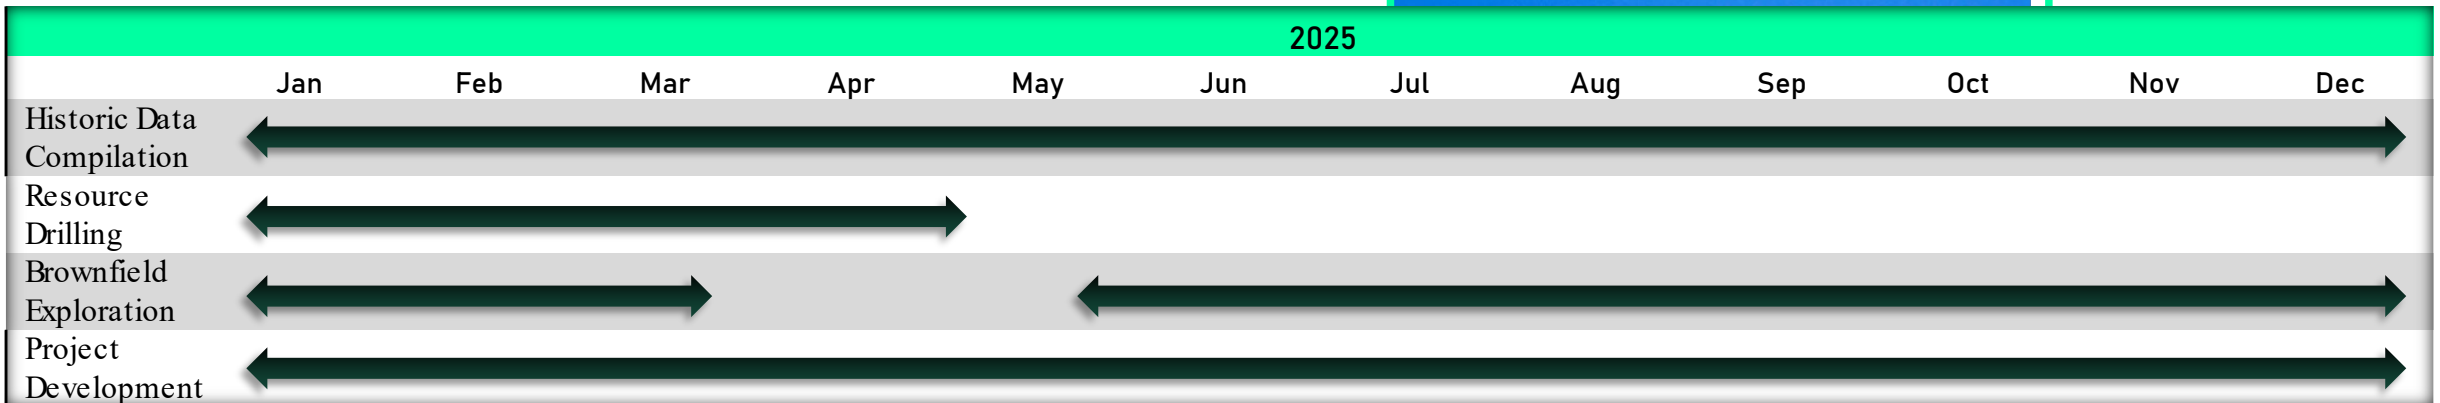 2025
Jan Feb Mar Apr May Jun Jul Aug Sep Oct Nov Dec
Historic Data
Compilation
Resource
Drilling
Brownfield
Exploration
Project
Development